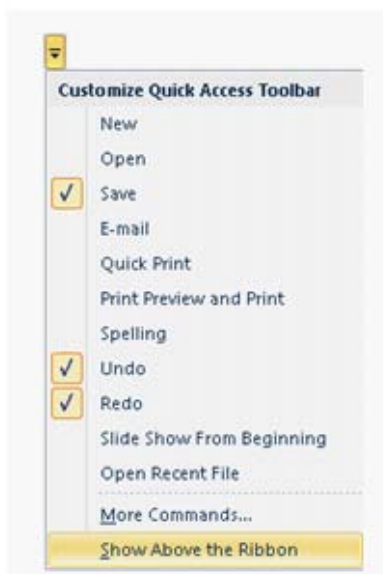 Customize Quick Access Toolbar
New
Open
Save
E-mail
Quick Print
Print Preview and Print
Spelling
Undo
Redo
Slide Show From Beginning
Open Recent File
More Commands...
Show Above the Ribbon